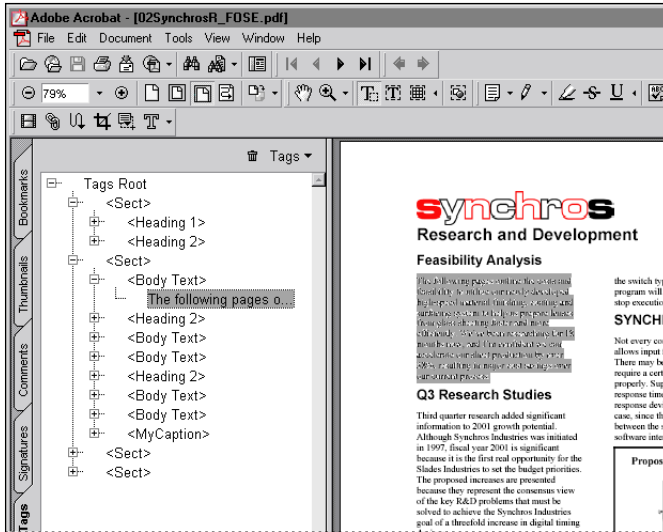 Adobe Acrobat - [02SynchrosR_FOSE.pdf]
File Edit Document Tools View Window Help
79%
Tags
Bookmarks
Thumbnails
Comments
Signatures
Tags
Tags Root
<Sect>
<Heading 1>
<Heading 2>
<Sect>
<Body Text>
The following pages o...
<Heading 2>
<Body Text>
<Body Text>
<Heading 2>
<Body Text>
<Body Text>
<MyCaption>
<Sect>
<Sect>
synchros
Research and Development
Feasibility Analysis
The following pages outline the
Q3 Research Studies
Third quarter research added significant
information to 2001 growth potential.
Although Synchros Industries was initiated
in 1997, fiscal year 2001 is significant
because it is the first real opportunity for the
Slades Industries to set the budget priorities.
The proposed increases are presented
because they represent the consensus view
of the key R&D problems that must be
solved to achieve the Synchros Industries
goal of a threefold increase in digital timing
the switch typ
program will
stop executio
SYNCH
Not every co
allows input
There may be
require a cert
properly. Sup
response time
response devi
case, since th
between the s
software inte
Propos